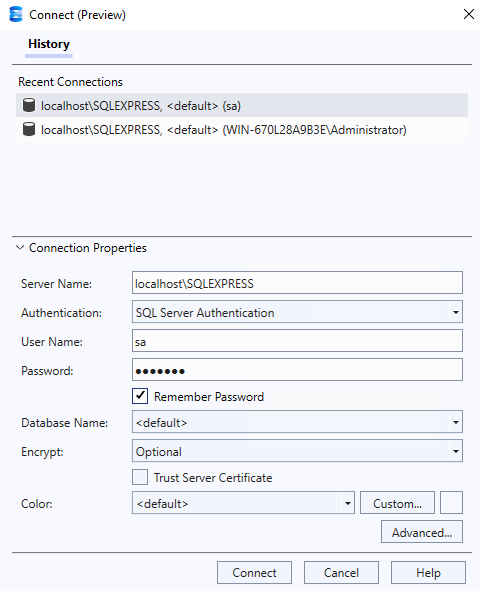 Connect (Preview)
History
Recent Connections
localhost\SQLEXPRESS, <default> (sa)
localhost\SQLEXPRESS, <default> (WIN-670L28A9B3E\Administrator)
Connection Properties
Server Name: localhost\SQLEXPRESS
Authentication: SQL Server Authentication
User Name: sa
Password: ●●●●●●●
Remember Password
Database Name: <default>
Encrypt: Optional
Trust Server Certificate
Color: <default> Custom...
Advanced...
Connect Cancel Help